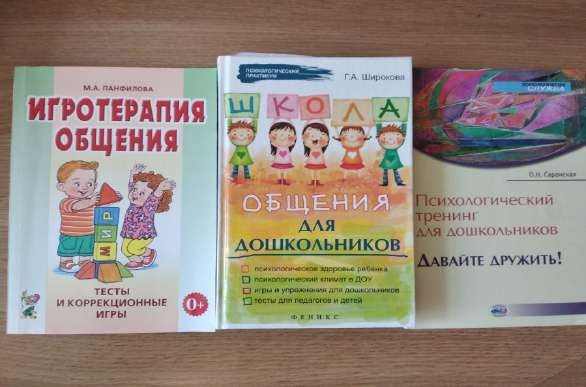 М.А. ПАНФИЛОВА
ИГРОТЕРАПИЯ
ОБЩЕНИЯ
МИР
ТЕСТЫ
И КОРРЕКЦИОННЫЕ
ИГРЫ
0+
ПСИХОЛОГИЧЕСКИЙ
ПРАКТИКУМ
Г.А. Широкова
ШКОЛА
ОБЩЕНИЯ
ДЛЯ
ДОШКОЛЬНИКОВ
психологическое здоровье ребенка
психологический климат в ДОУ
игры и упражнения для дошкольников
тесты для педагогов и детей
ФЕНИКС
СЛУЖБА
О.Н. Саранская
Психологический
тренинг
для дошкольников
ДАВАЙТЕ ДРУЖИТЬ!